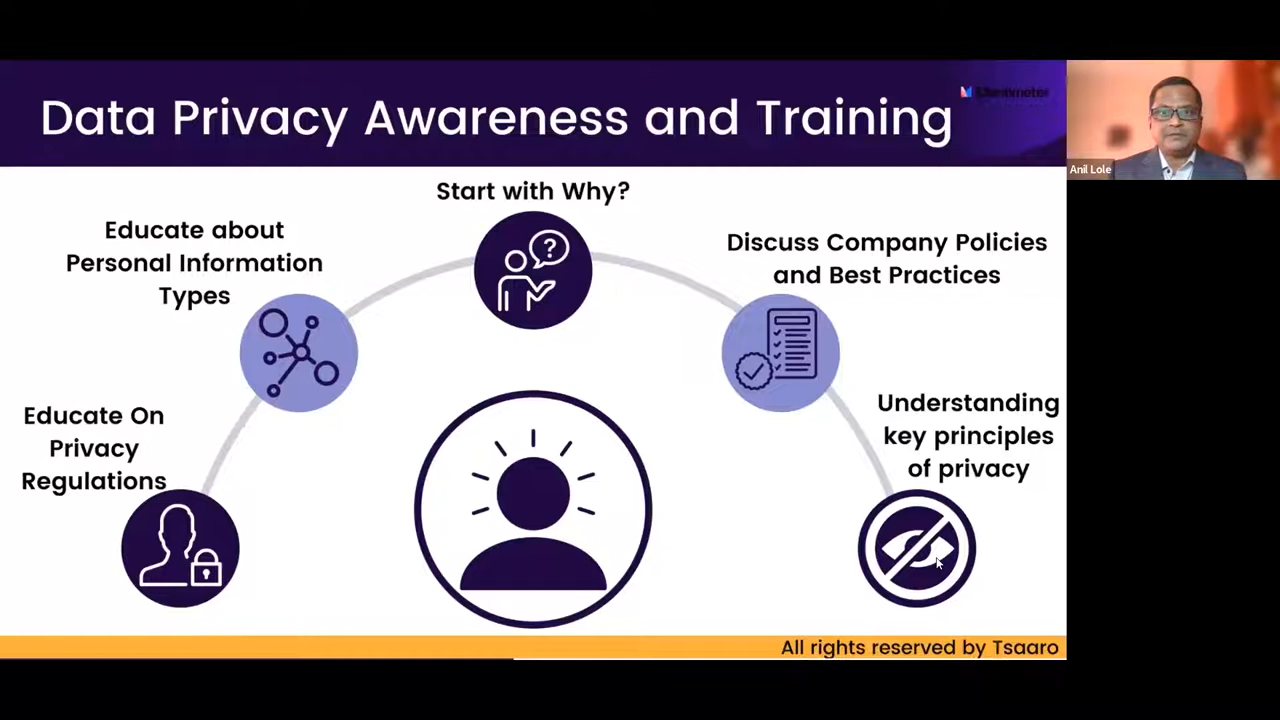 Data Privacy Awareness and Training
Anil Lole
Start with Why?
Educate about
Personal Information
Types
Discuss Company Policies
and Best Practices
Educate On
Privacy
Regulations
Understanding
key principles
of privacy
?
All rights reserved by Tsaaro